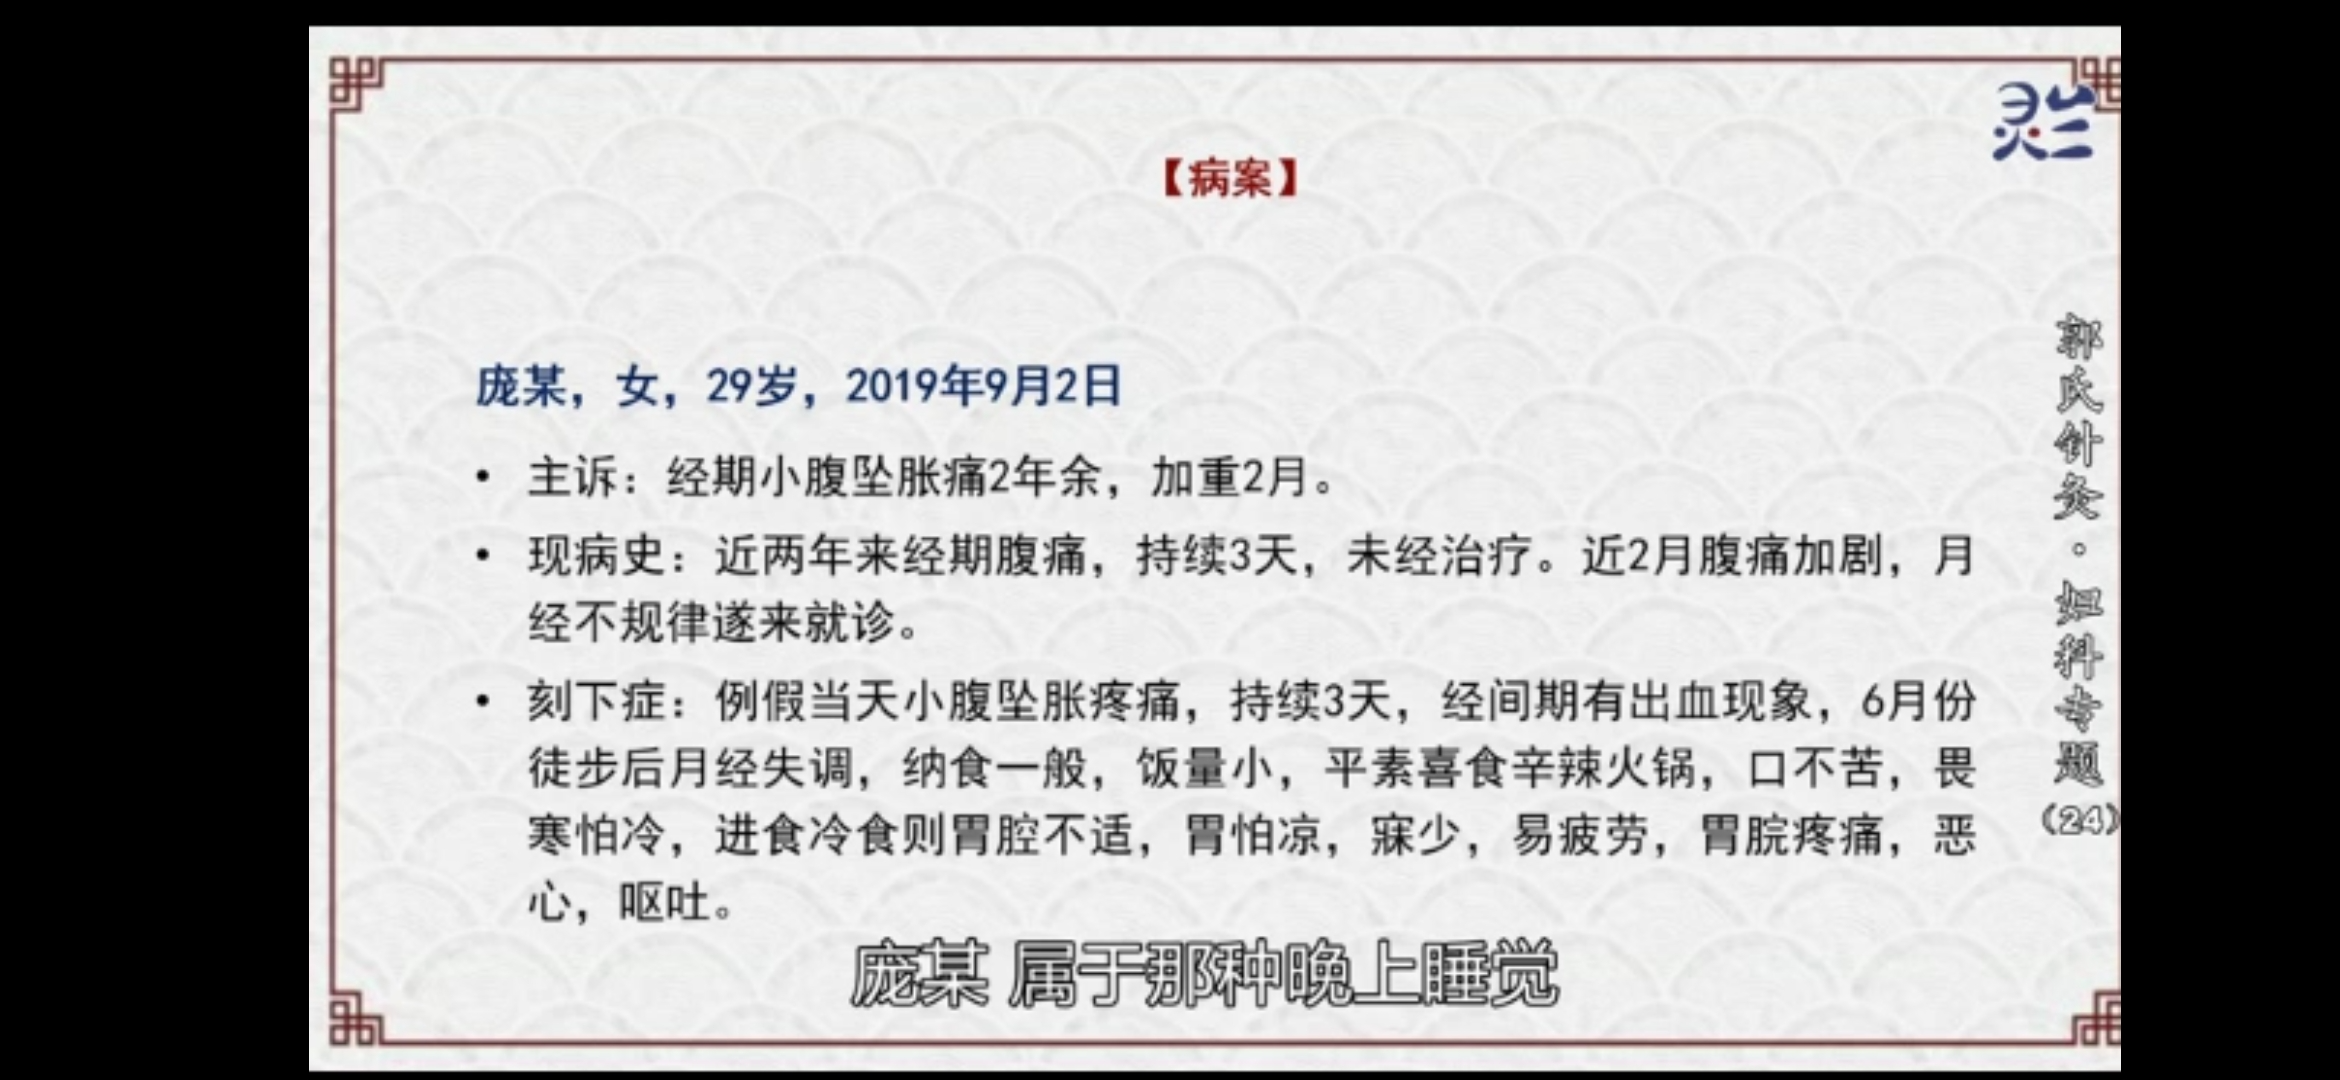 【病案】
庞某，女，29岁，2019年9月2日
• 主诉：经期小腹坠胀痛2年余，加重2月。
• 现病史：近两年来经期腹痛，持续3天，未经治疗。近2月腹痛加剧，月
经不规律遂来就诊。
• 刻下症：例假当天小腹坠胀疼痛，持续3天，经间期有出血现象，6月份
徒步后月经失调，纳食一般，饭量小，平素喜食辛辣火锅，口不苦，畏
寒怕冷，进食冷食则胃腔不适，胃怕凉，寐少，易疲劳，胃脘疼痛，恶
心，呕吐。
庞某 属于那种晚上睡觉
郭氏针灸·妇科专题（24）